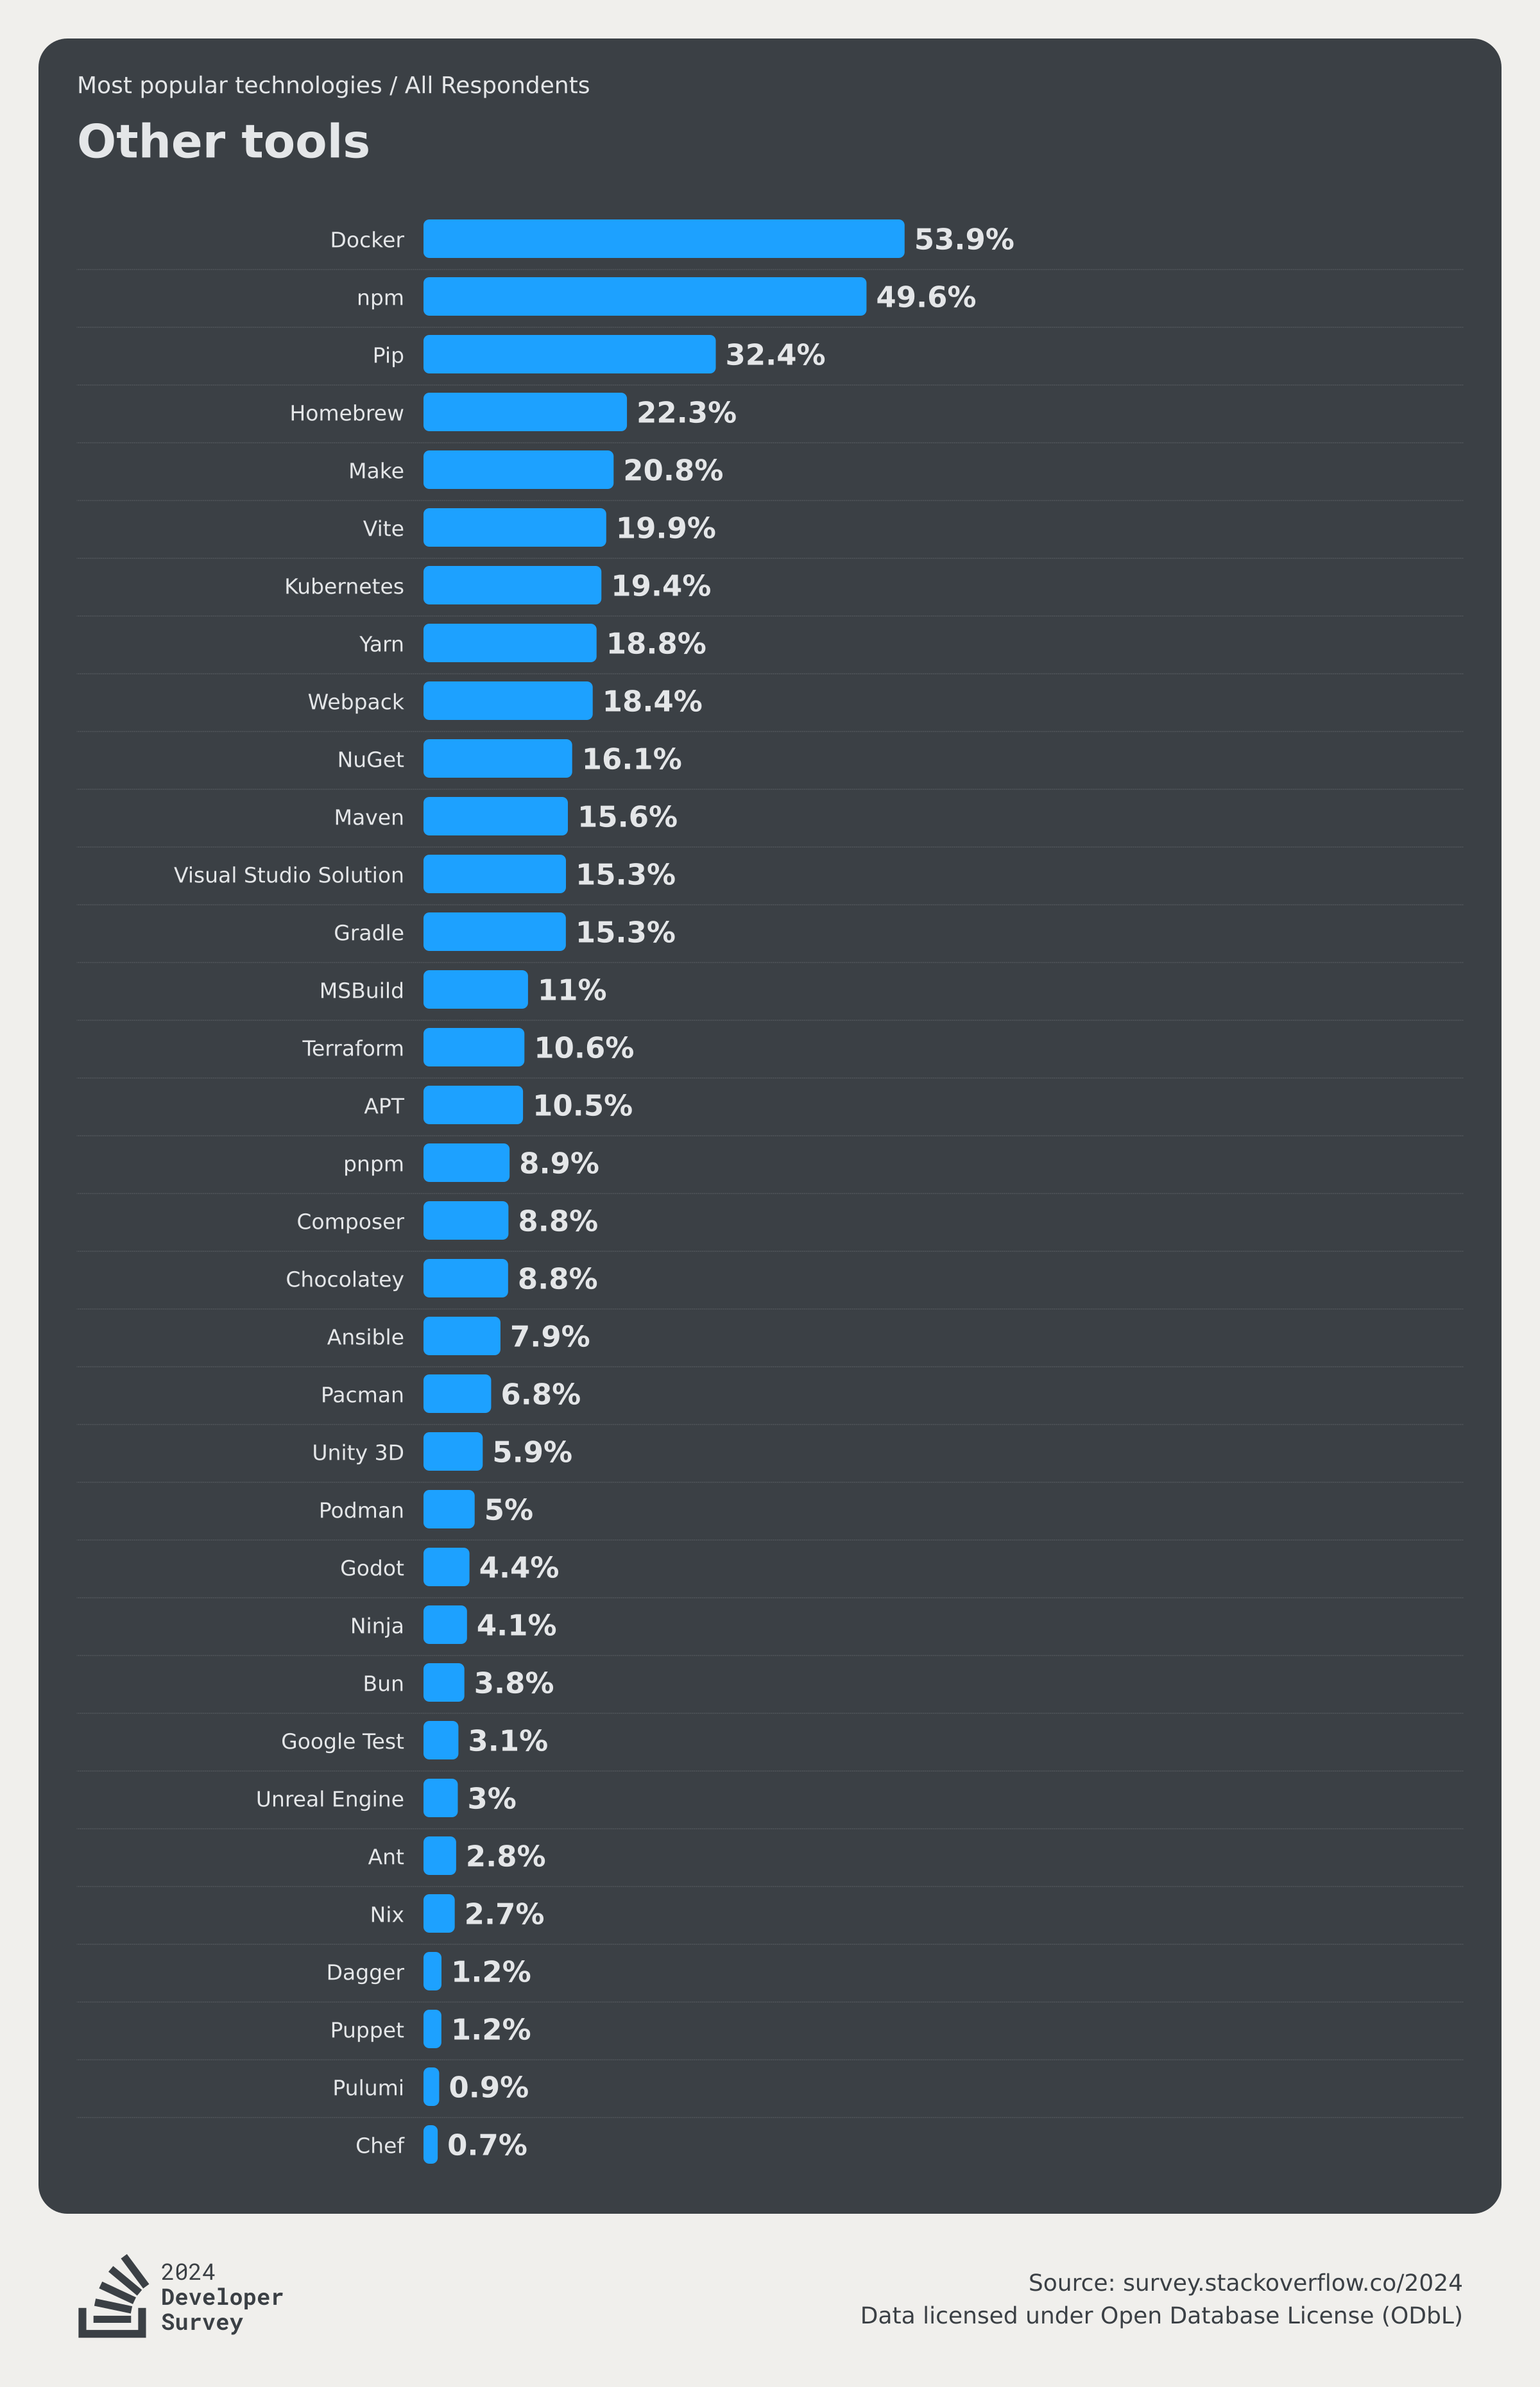 Most popular technologies / All Respondents
Other tools
Docker 53.9%
npm 49.6%
Pip 32.4%
Homebrew 22.3%
Make 20.8%
Vite 19.9%
Kubernetes 19.4%
Yarn 18.8%
Webpack 18.4%
NuGet 16.1%
Maven 15.6%
Visual Studio Solution 15.3%
Gradle 15.3%
MSBuild 11%
Terraform 10.6%
APT 10.5%
pnpm 8.9%
Composer 8.8%
Chocolatey 8.8%
Ansible 7.9%
Pacman 6.8%
Unity 3D 5.9%
Podman 5%
Godot 4.4%
Ninja 4.1%
Bun 3.8%
Google Test 3.1%
Unreal Engine 3%
Ant 2.8%
Nix 2.7%
Dagger 1.2%
Puppet 1.2%
Pulumi 0.9%
Chef 0.7%
2024
Developer
Survey
Source: survey.stackoverflow.co/2024
Data licensed under Open Database License (ODbL)